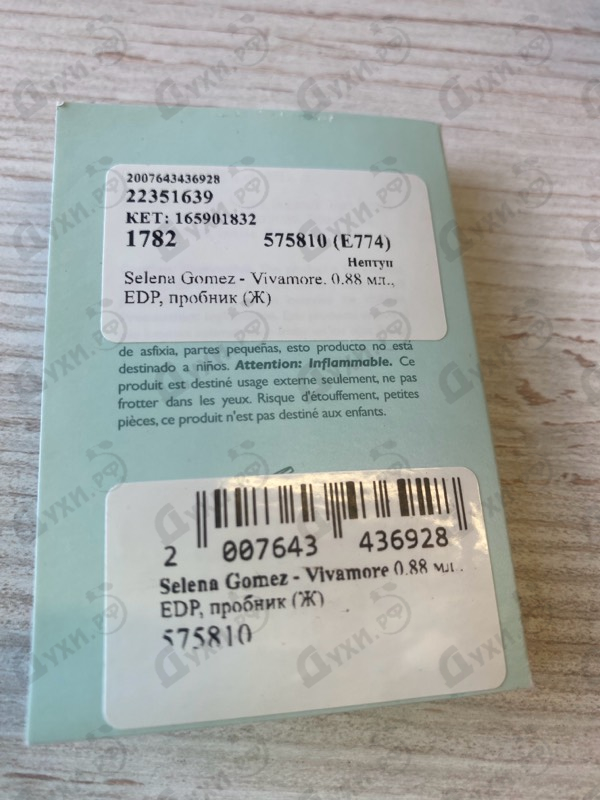 2007643436928
22351639
КЕТ: 165901832
1782 575810 (E774)
Нептун
Selena Gomez - Vivamore. 0.88 мл.,
EDP, пробник (Ж)
de asfixia, partes pequeñas, esto producto no está
destinado a niños. Attention: Inflammable. Ce
produit est destiné usage externe seulement, ne pas
frotter dans les yeux. Risque d'étouffement, petites
pièces, ce produit n'est pas destiné aux enfants.
2 007643 436928
Selena Gomez - Vivamore 0.88 мл.
EDP, пробник (Ж)
575810
Духи.рф